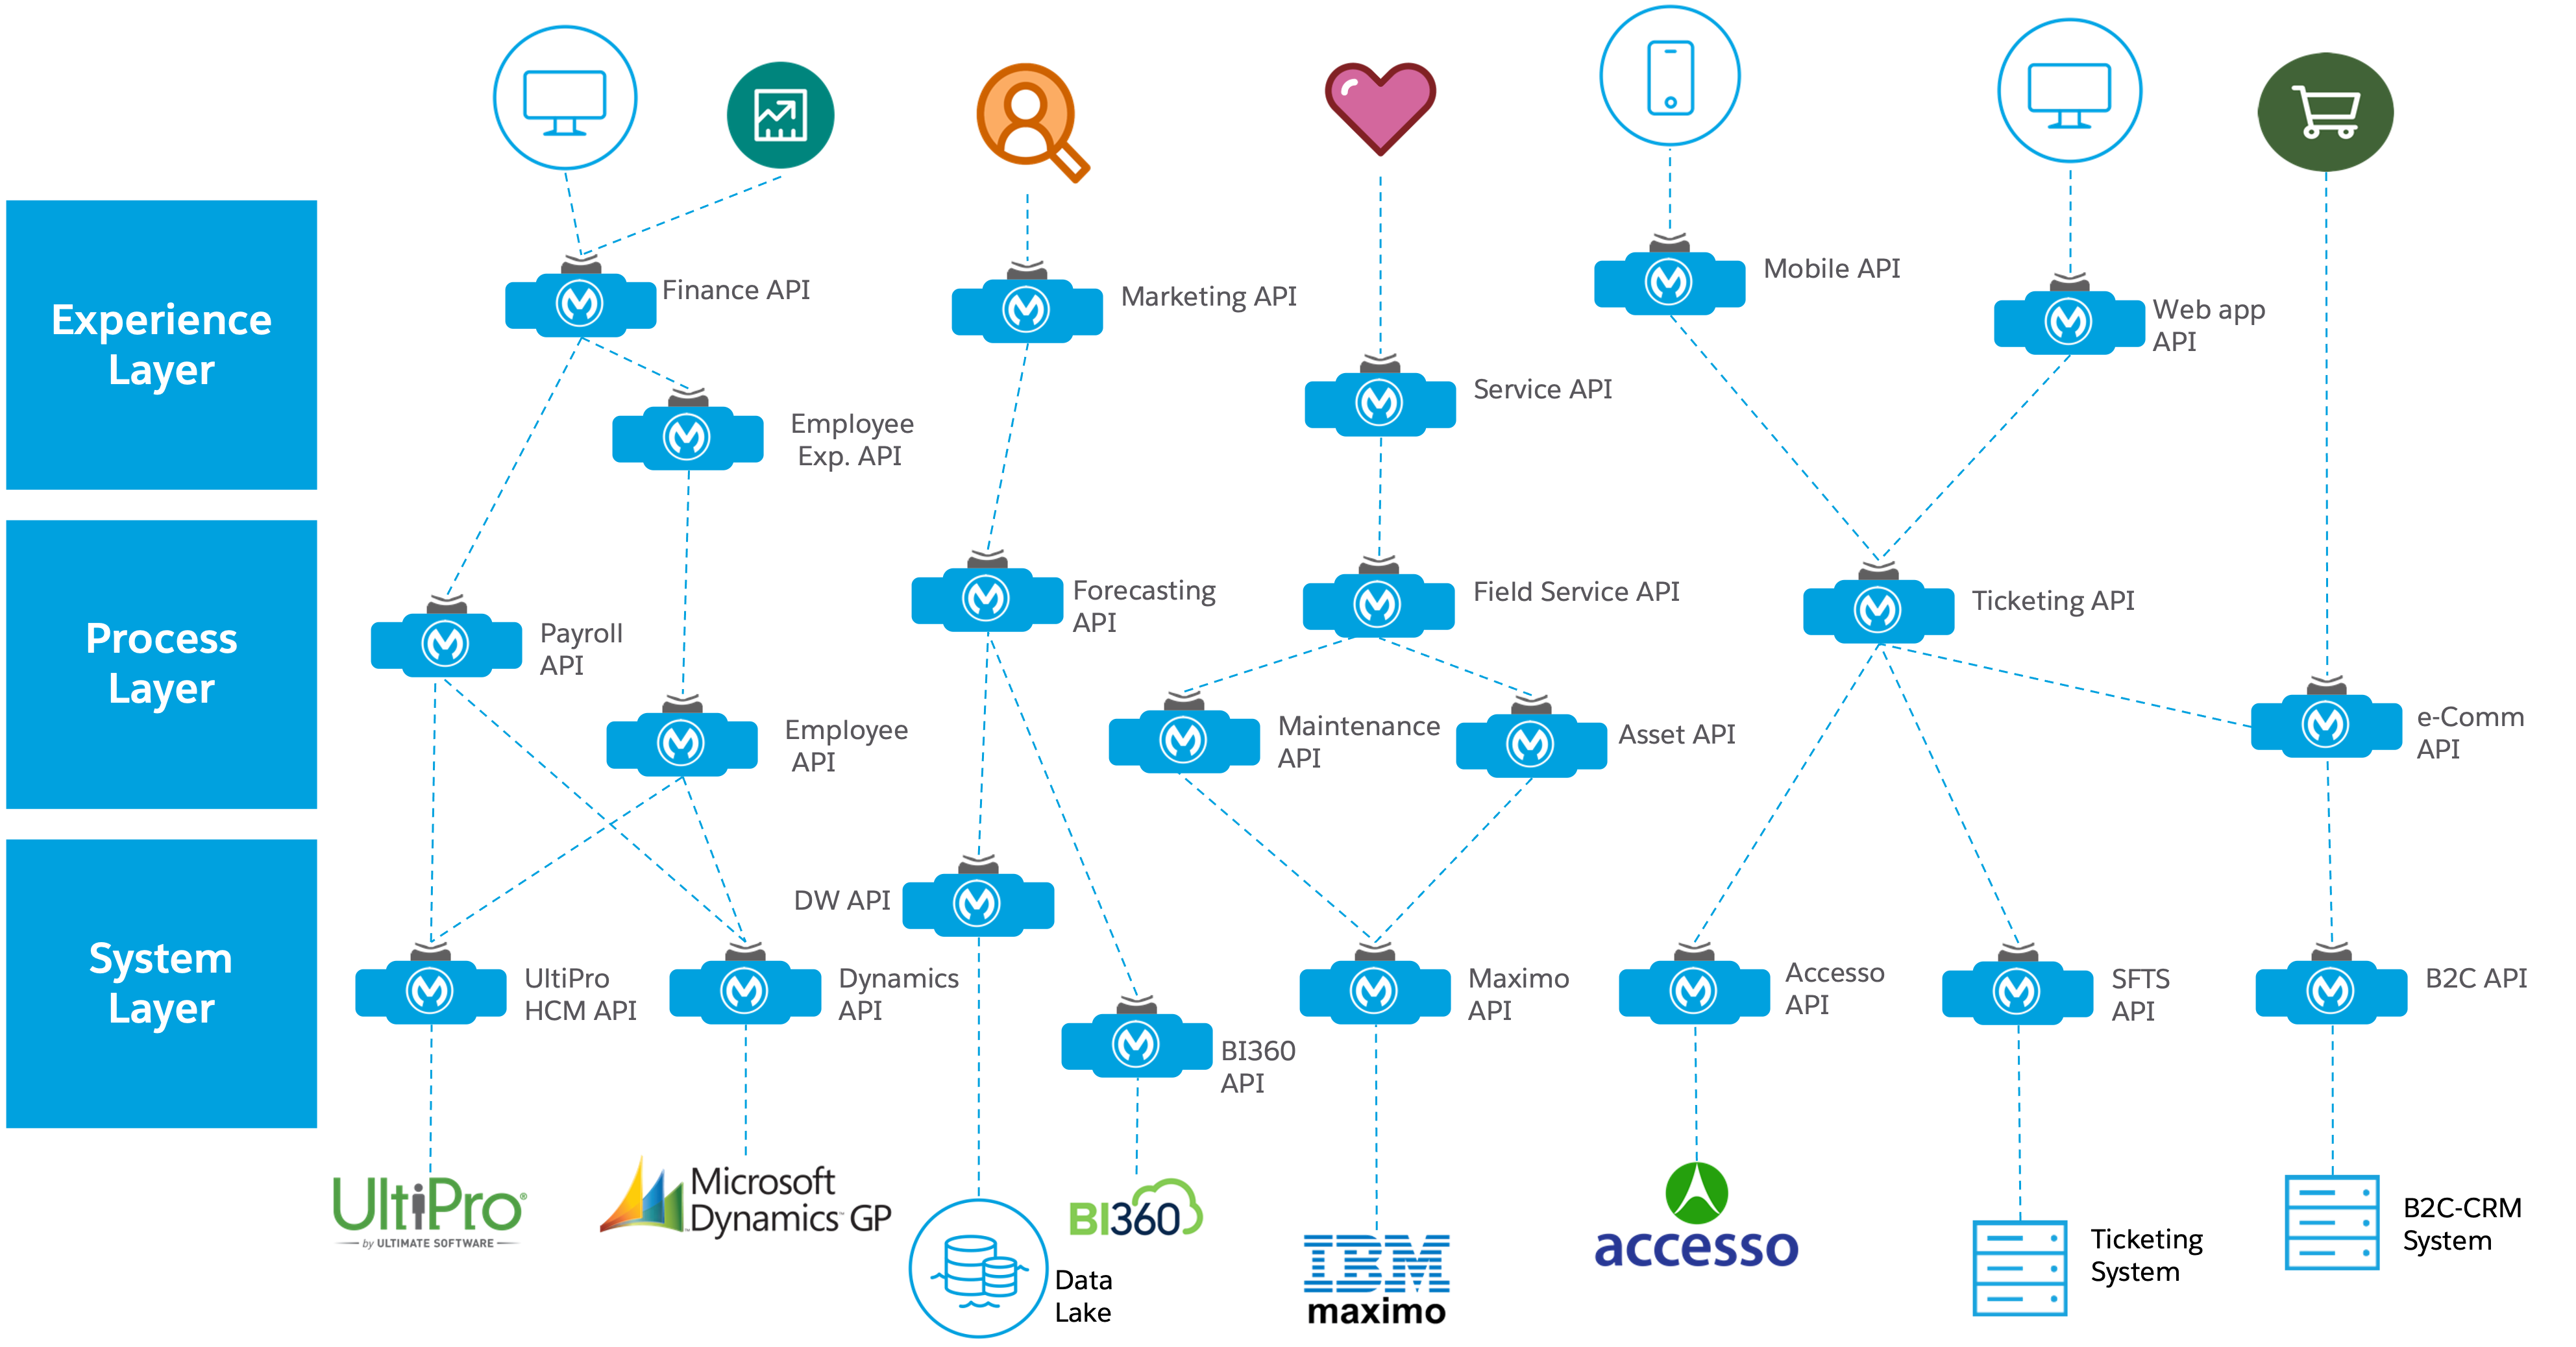 Experience
Layer
Finance API
Marketing API
Mobile API
Web app
API
Service API
Employee
Exp. API
Process
Layer
Payroll
API
Forecasting
API
Field Service API
Ticketing API
Employee
API
Maintenance
API
Asset API
e-Comm
API
System
Layer
DW API
UltiPro
HCM API
Dynamics
API
BI360
API
Maximo
API
Accesso
API
SFTS
API
B2C API
UltiPro®
by ULTIMATE SOFTWARE
Microsoft
Dynamics™ GP
Data
Lake
BI360
IBM
maximo
accesso
Ticketing
System
B2C-CRM
System